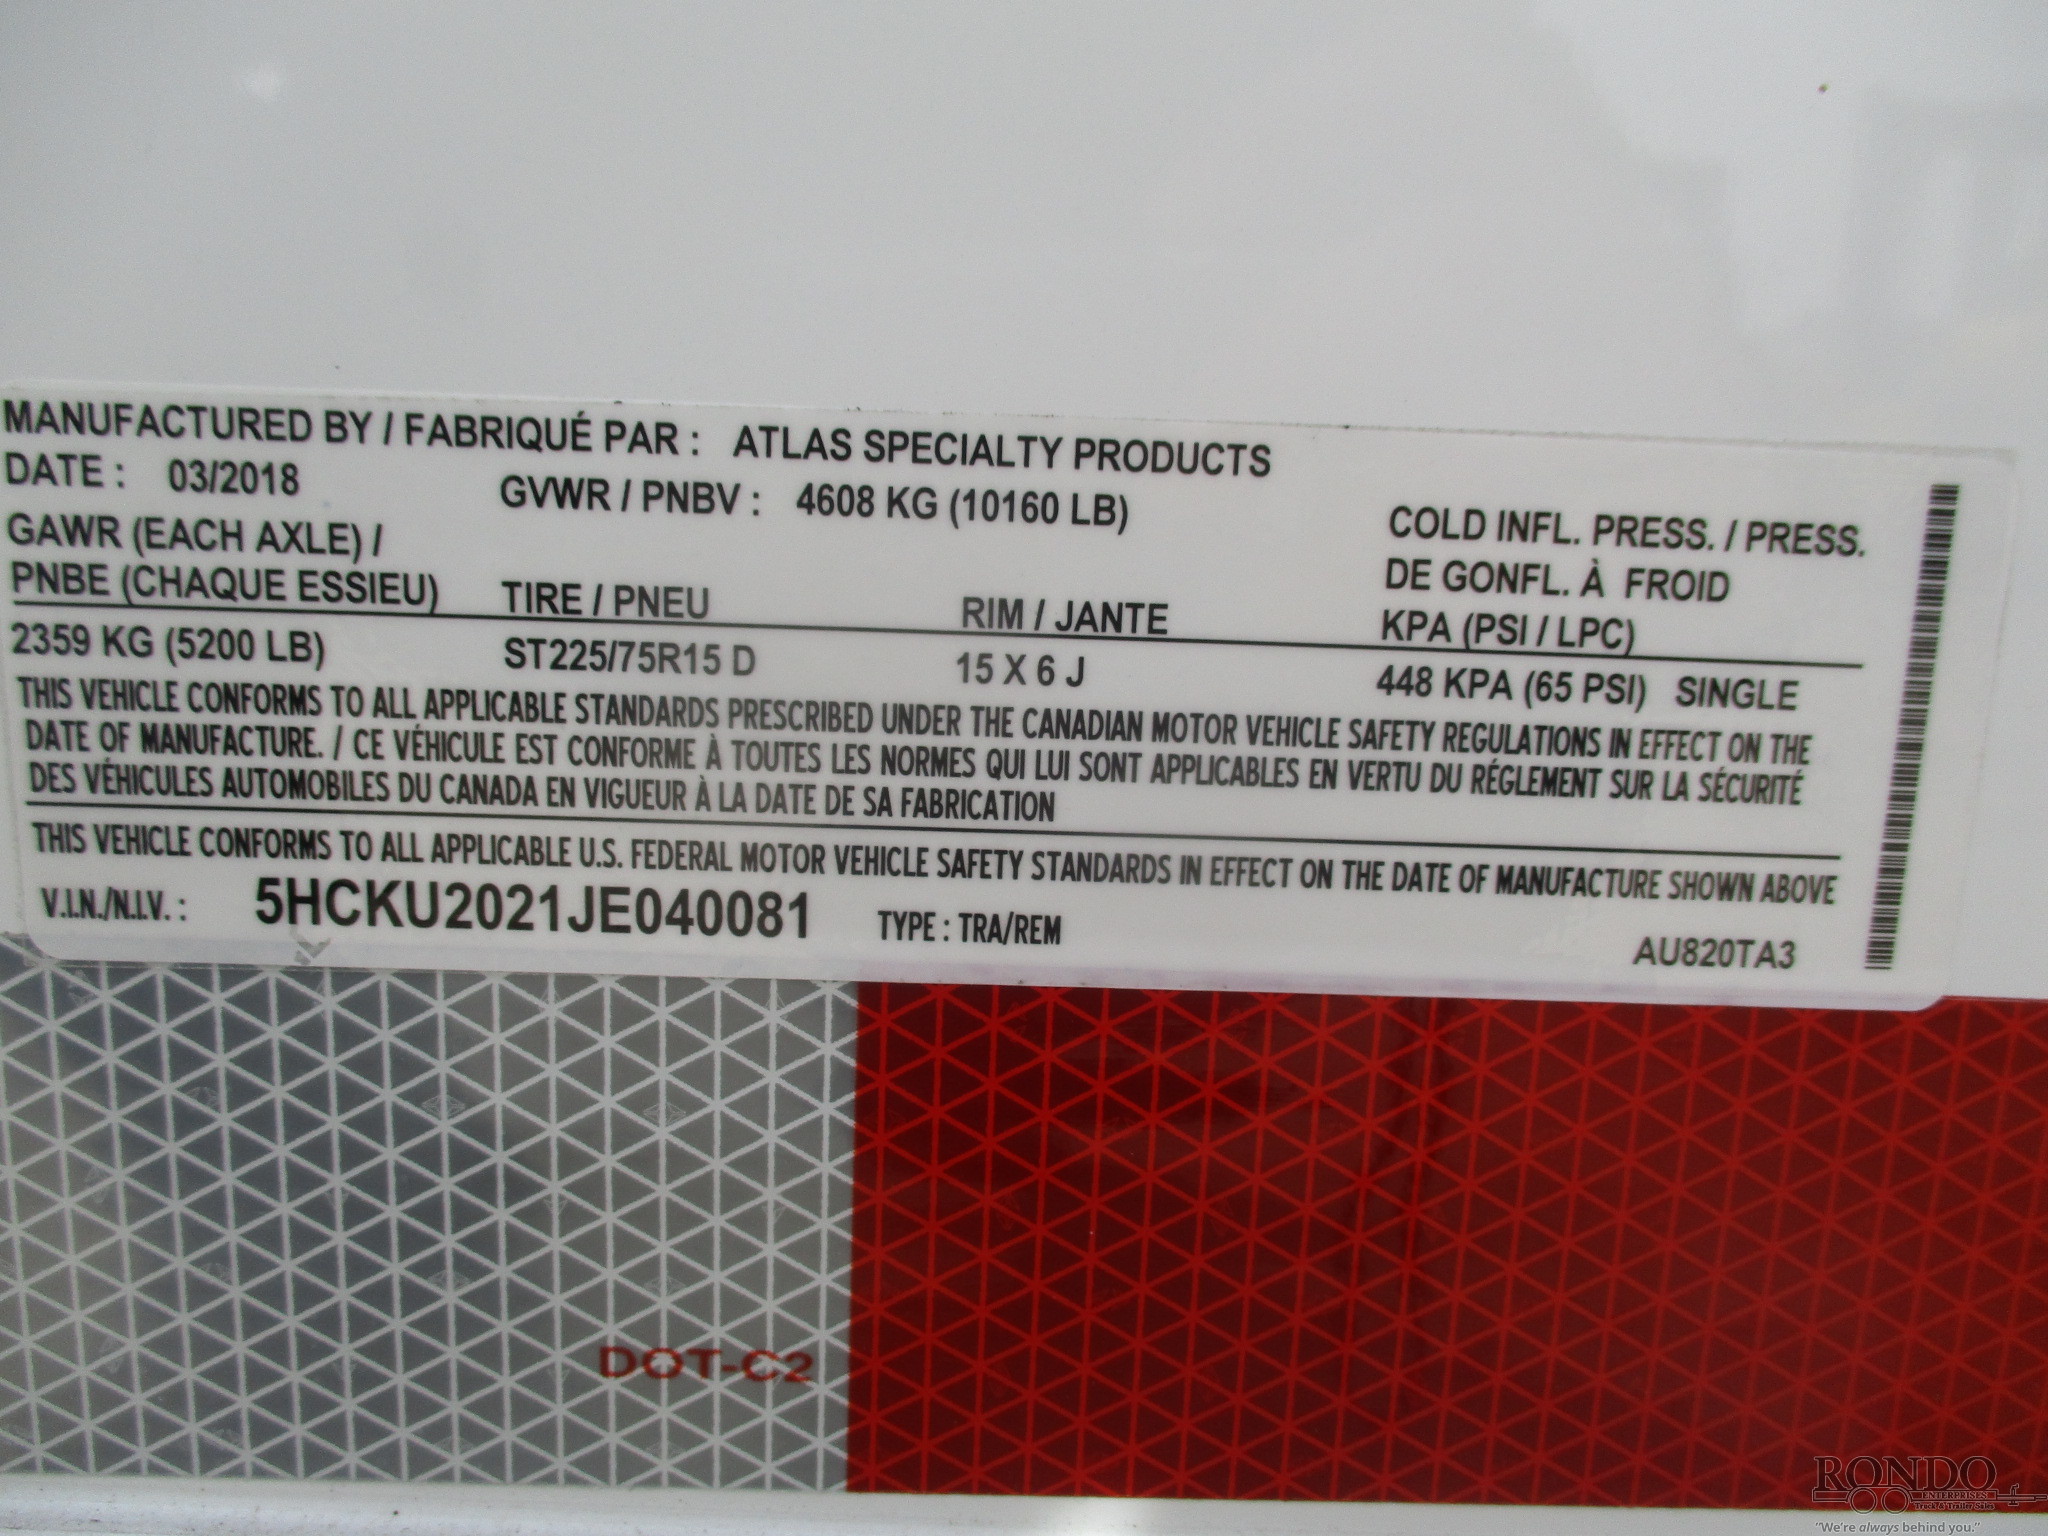 MANUFACTURED BY / FABRIQUÉ PAR : ATLAS SPECIALTY PRODUCTS
DATE : 03/2018 GVWR / PNBV : 4608 KG (10160 LB)
GAWR (EACH AXLE) /
PNBE (CHAQUE ESSIEU) TIRE / PNEU RIM / JANTE
COLD INFL. PRESS. / PRESS.
DE GONFL. À FROID
KPA (PSI / LPC)
2359 KG (5200 LB) ST225/75R15 D 15 X 6 J 448 KPA (65 PSI) SINGLE
THIS VEHICLE CONFORMS TO ALL APPLICABLE STANDARDS PRESCRIBED UNDER THE CANADIAN MOTOR VEHICLE SAFETY REGULATIONS IN EFFECT ON THE
DATE OF MANUFACTURE. / CE VÉHICULE EST CONFORME À TOUTES LES NORMES QUI LUI SONT APPLICABLES EN VERTU DU RÉGLEMENT SUR LA SÉCURITÉ
DES VÉHICULES AUTOMOBILES DU CANADA EN VIGUEUR À LA DATE DE SA FABRICATION
THIS VEHICLE CONFORMS TO ALL APPLICABLE U.S. FEDERAL MOTOR VEHICLE SAFETY STANDARDS IN EFFECT ON THE DATE OF MANUFACTURE SHOWN ABOVE
V.I.N./N.I.V. : 5HCKU2021JE040081 TYPE : TRA/REM AU820TA3
DOT-C2
RONDO
ENTERPRISES
Truck & Trailer Sales
"We're always behind you."